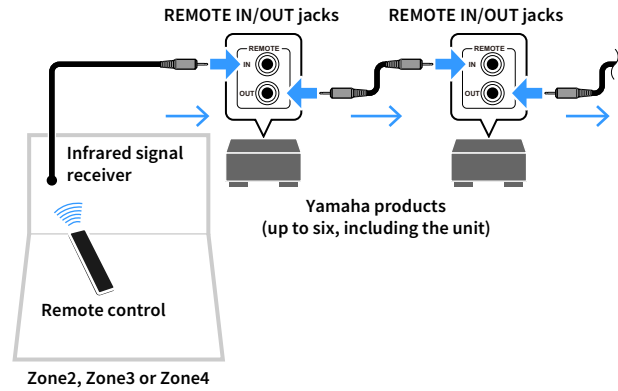 REMOTE IN/OUT jacks
REMOTE IN/OUT jacks
REMOTE
IN
OUT
REMOTE
IN
OUT
Infrared signal
receiver
Yamaha products
(up to six, including the unit)
Remote control
Zone2, Zone3 or Zone4